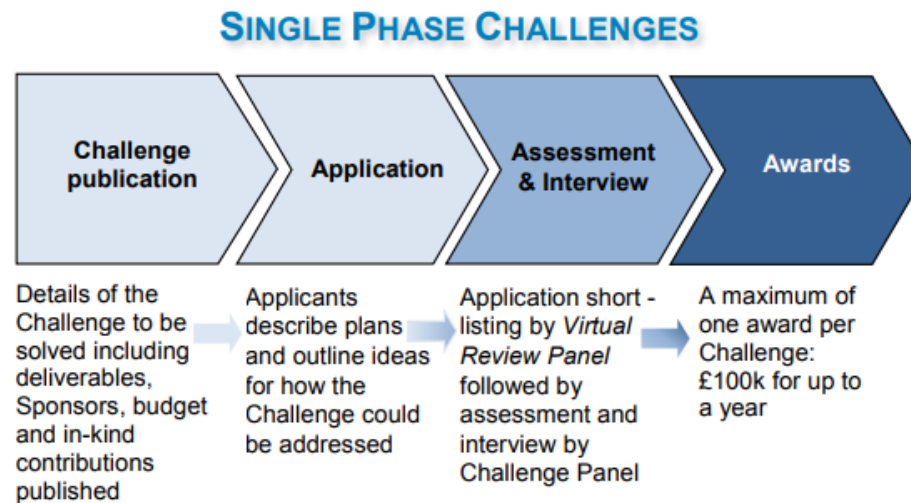 SINGLE PHASE CHALLENGES
Challenge
publication
Application
Assessment
& Interview
Awards
Details of the
Challenge to be
solved including
deliverables,
Sponsors, budget
and in-kind
contributions
published
Applicants
describe plans
and outline ideas
for how the
Challenge could
be addressed
Application short -
listing by Virtual
Review Panel
followed by
assessment and
interview by
Challenge Panel
A maximum of
one award per
Challenge:
£100k for up to
a year